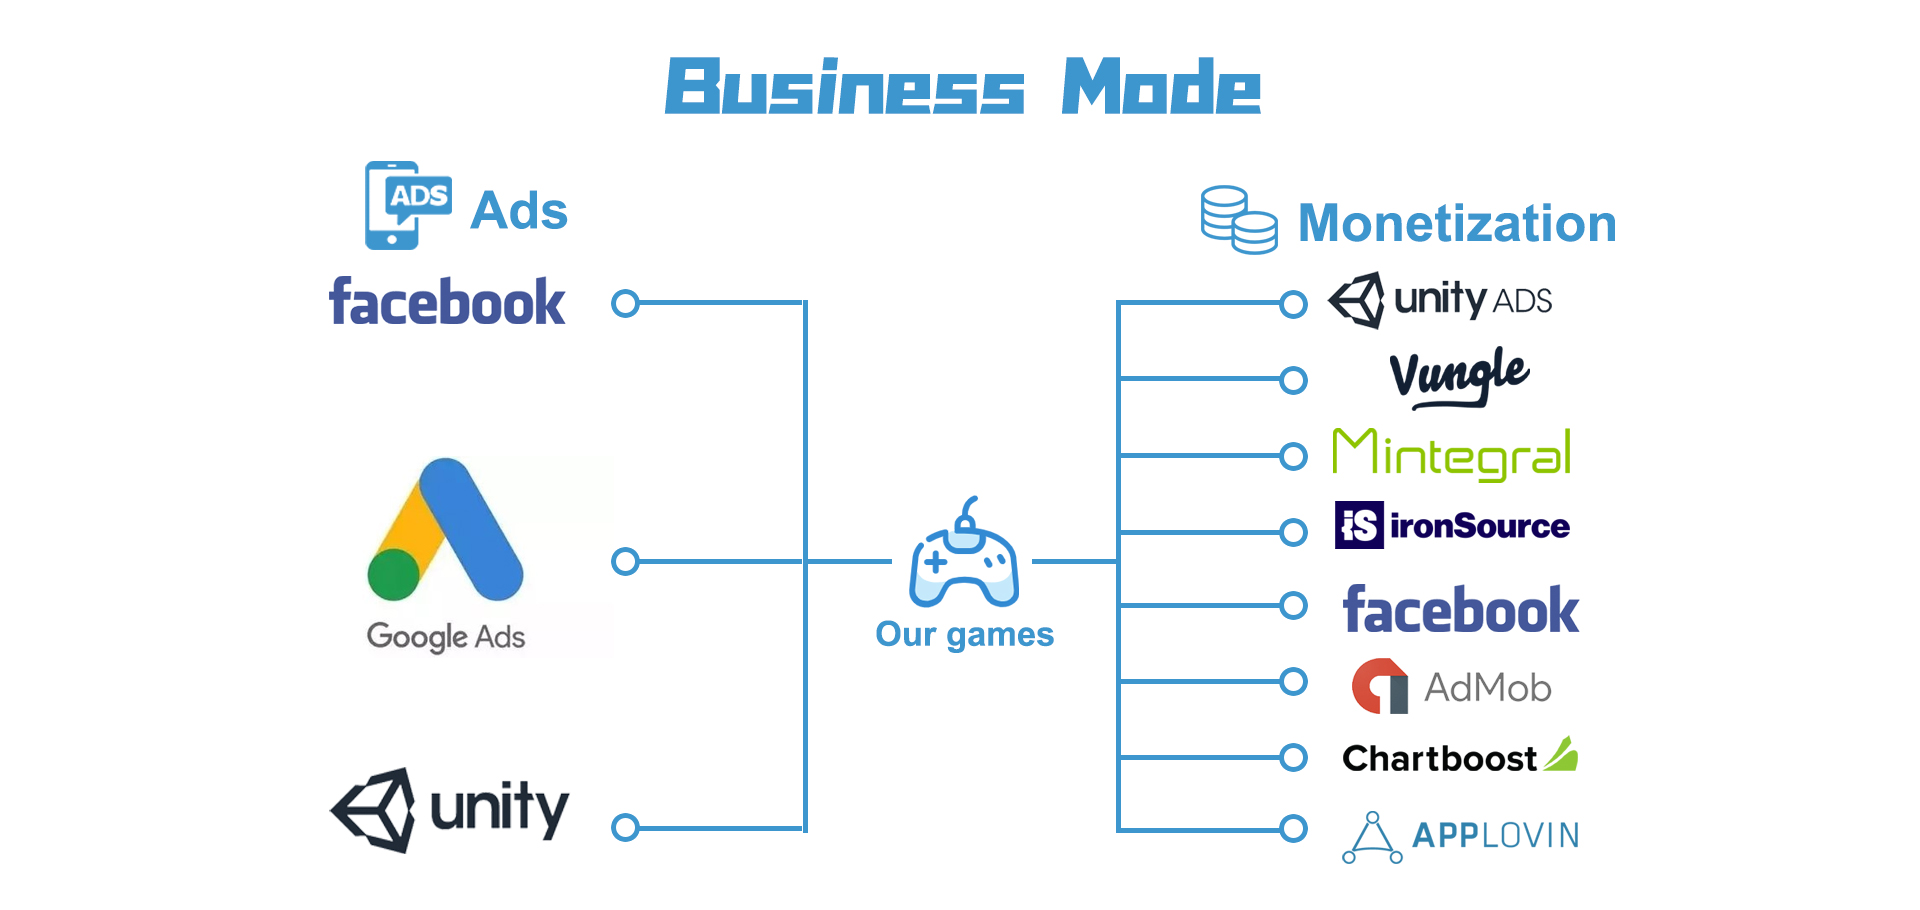 Business Mode
ADS
Ads
facebook
Google Ads
unity
Our games
Monetization
unity ADS
Vungle
Mintegral
iS ironSource
facebook
AdMob
Chartboost
APPLOVIN